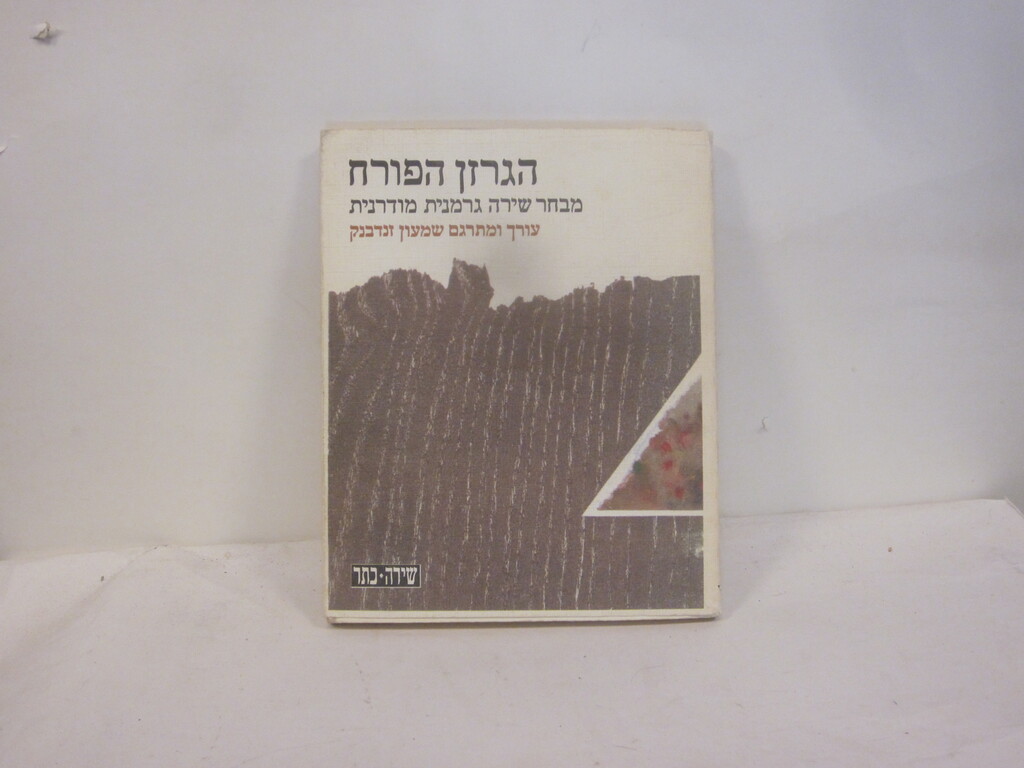 הגרזן הפורח
מבחר שירה גרמנית מודרנית
עורך ומתרגם שמעון זנדבנק
שירה·כתר